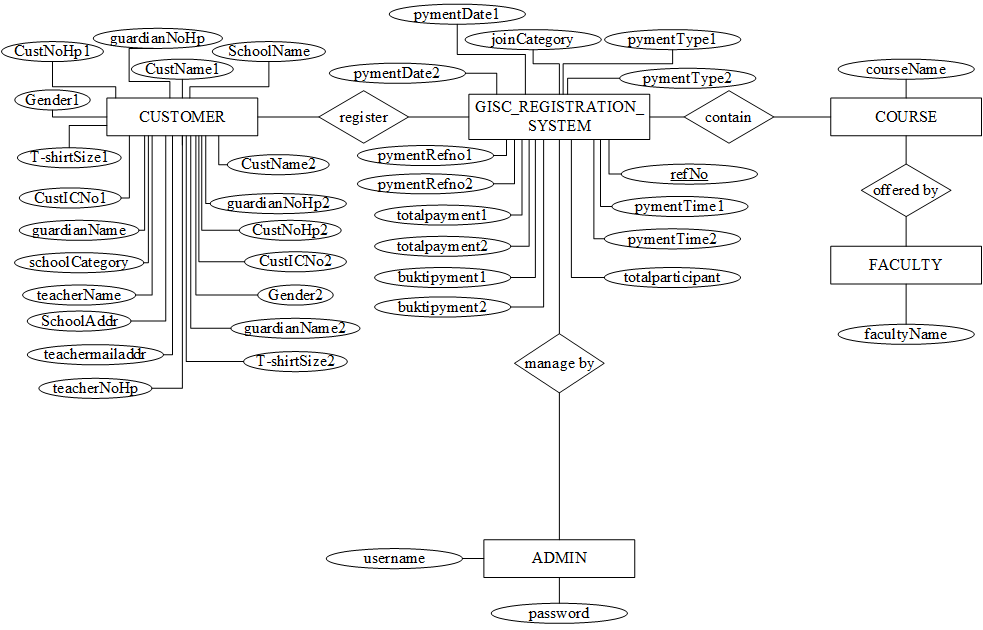 pymentDate1
guardianNoHp
joinCategory
pymentType1
CustNoHp1
SchoolName
CustName1
pymentDate2
pymentType2
courseName
Gender1
CUSTOMER
register
GISC_REGISTRATION_
SYSTEM
contain
COURSE
T-shirtSize1
CustName2
pymentRefno1
refNo
CustICNo1
guardianNoHp2
pymentRefno2
pymentTime1
offered by
guardianName
CustNoHp2
totalpayment1
pymentTime2
schoolCategory
CustICNo2
totalpayment2
totalparticipant
FACULTY
teacherName
Gender2
buktipyment1
SchoolAddr
guardianName2
buktipyment2
facultyName
teachermailaddr
T-shirtSize2
manage by
teacherNoHp
username
ADMIN
password